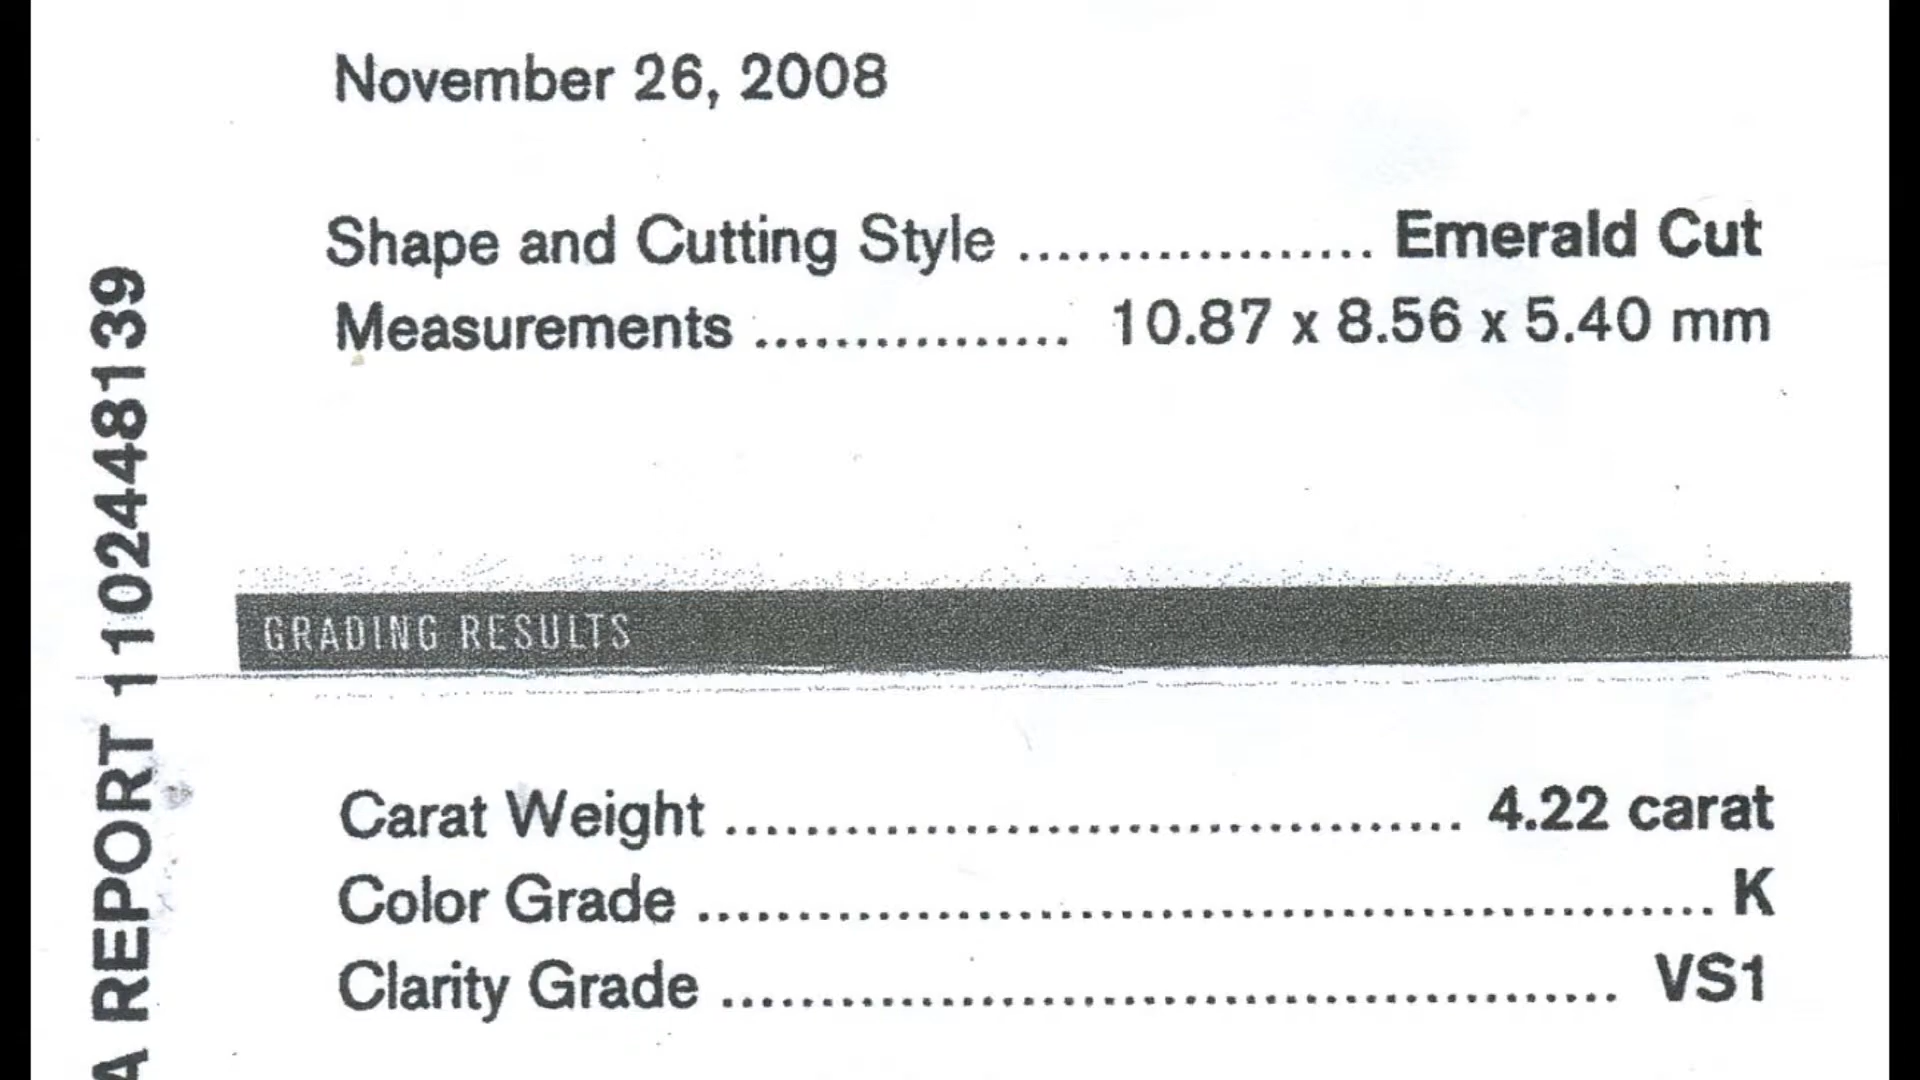 November 26, 2008
Shape and Cutting Style .................. Emerald Cut
Measurements ................ 10.87 x 8.56 x 5.40 mm
GRADING RESULTS
Carat Weight ...................................... 4.22 carat
Color Grade ..................................................... K
Clarity Grade .............................................. VS1
A REPORT 1102448139